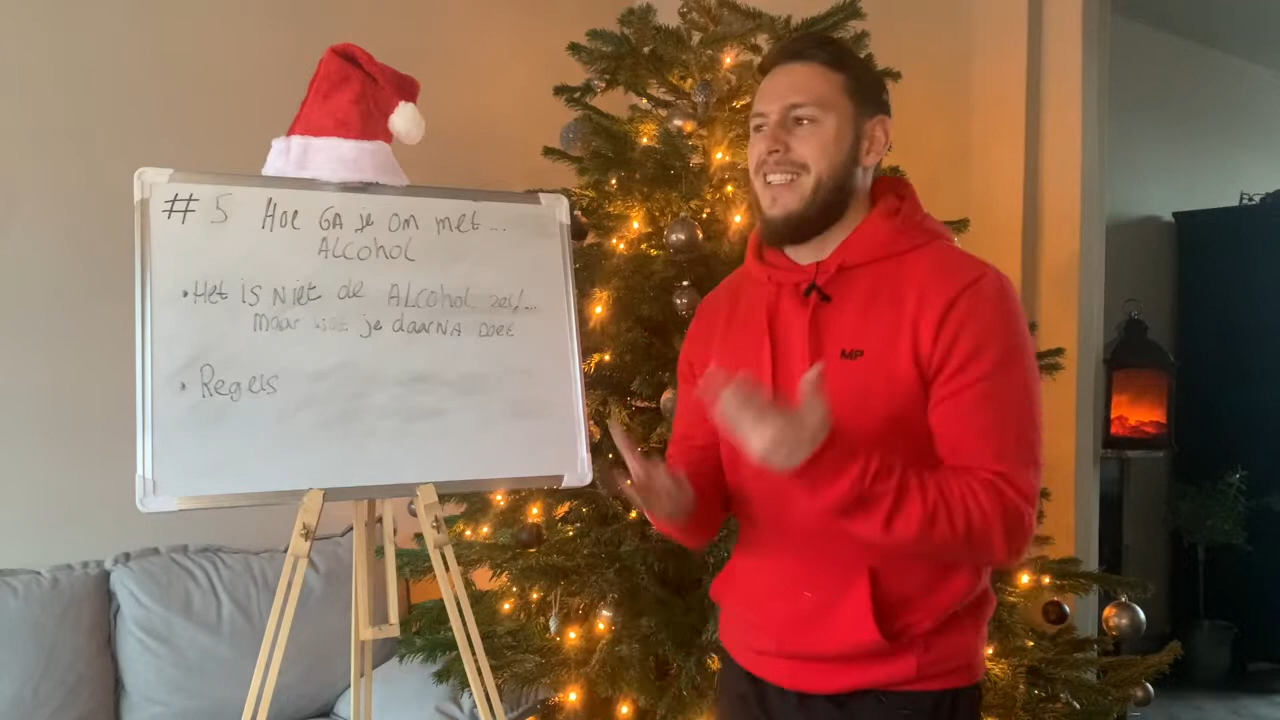 # 5 Hoe GA je om met...
ALcohol
• Het is Niet de ALcohol zelf...
maar wat je daarNA Doet
• Regels
MP